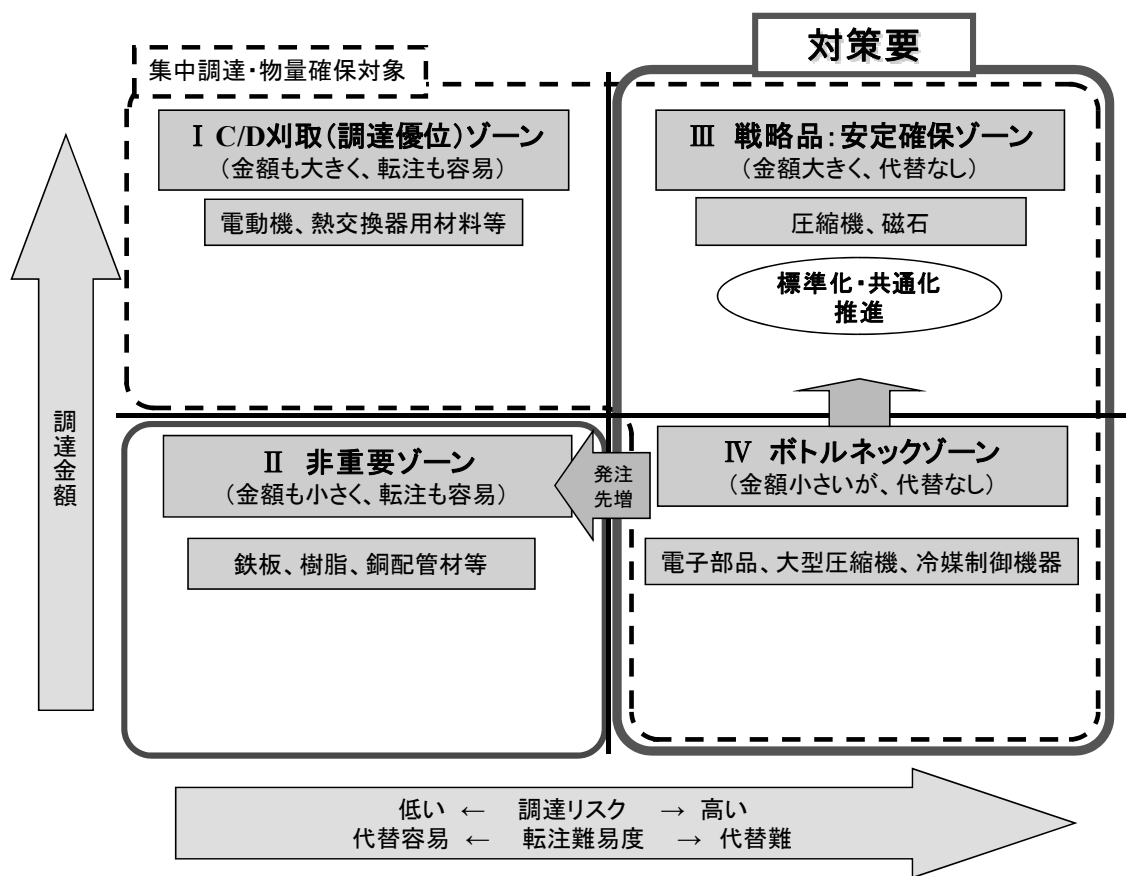 対策要
集中調達・物量確保対象
Ⅰ C/D刈取(調達優位)ゾーン
(金額も大きく、転注も容易)
電動機、熱交換器用材料等
Ⅲ 戦略品:安定確保ゾーン
(金額大きく、代替なし)
圧縮機、磁石
標準化・共通化
推進
調達金額
Ⅱ 非重要ゾーン
(金額も小さく、転注も容易)
鉄板、樹脂、銅配管材等
発注
先増
Ⅳ ボトルネックゾーン
(金額小さいが、代替なし)
電子部品、大型圧縮機、冷媒制御機器
低い ← 調達リスク → 高い
代替容易 ← 転注難易度 → 代替難